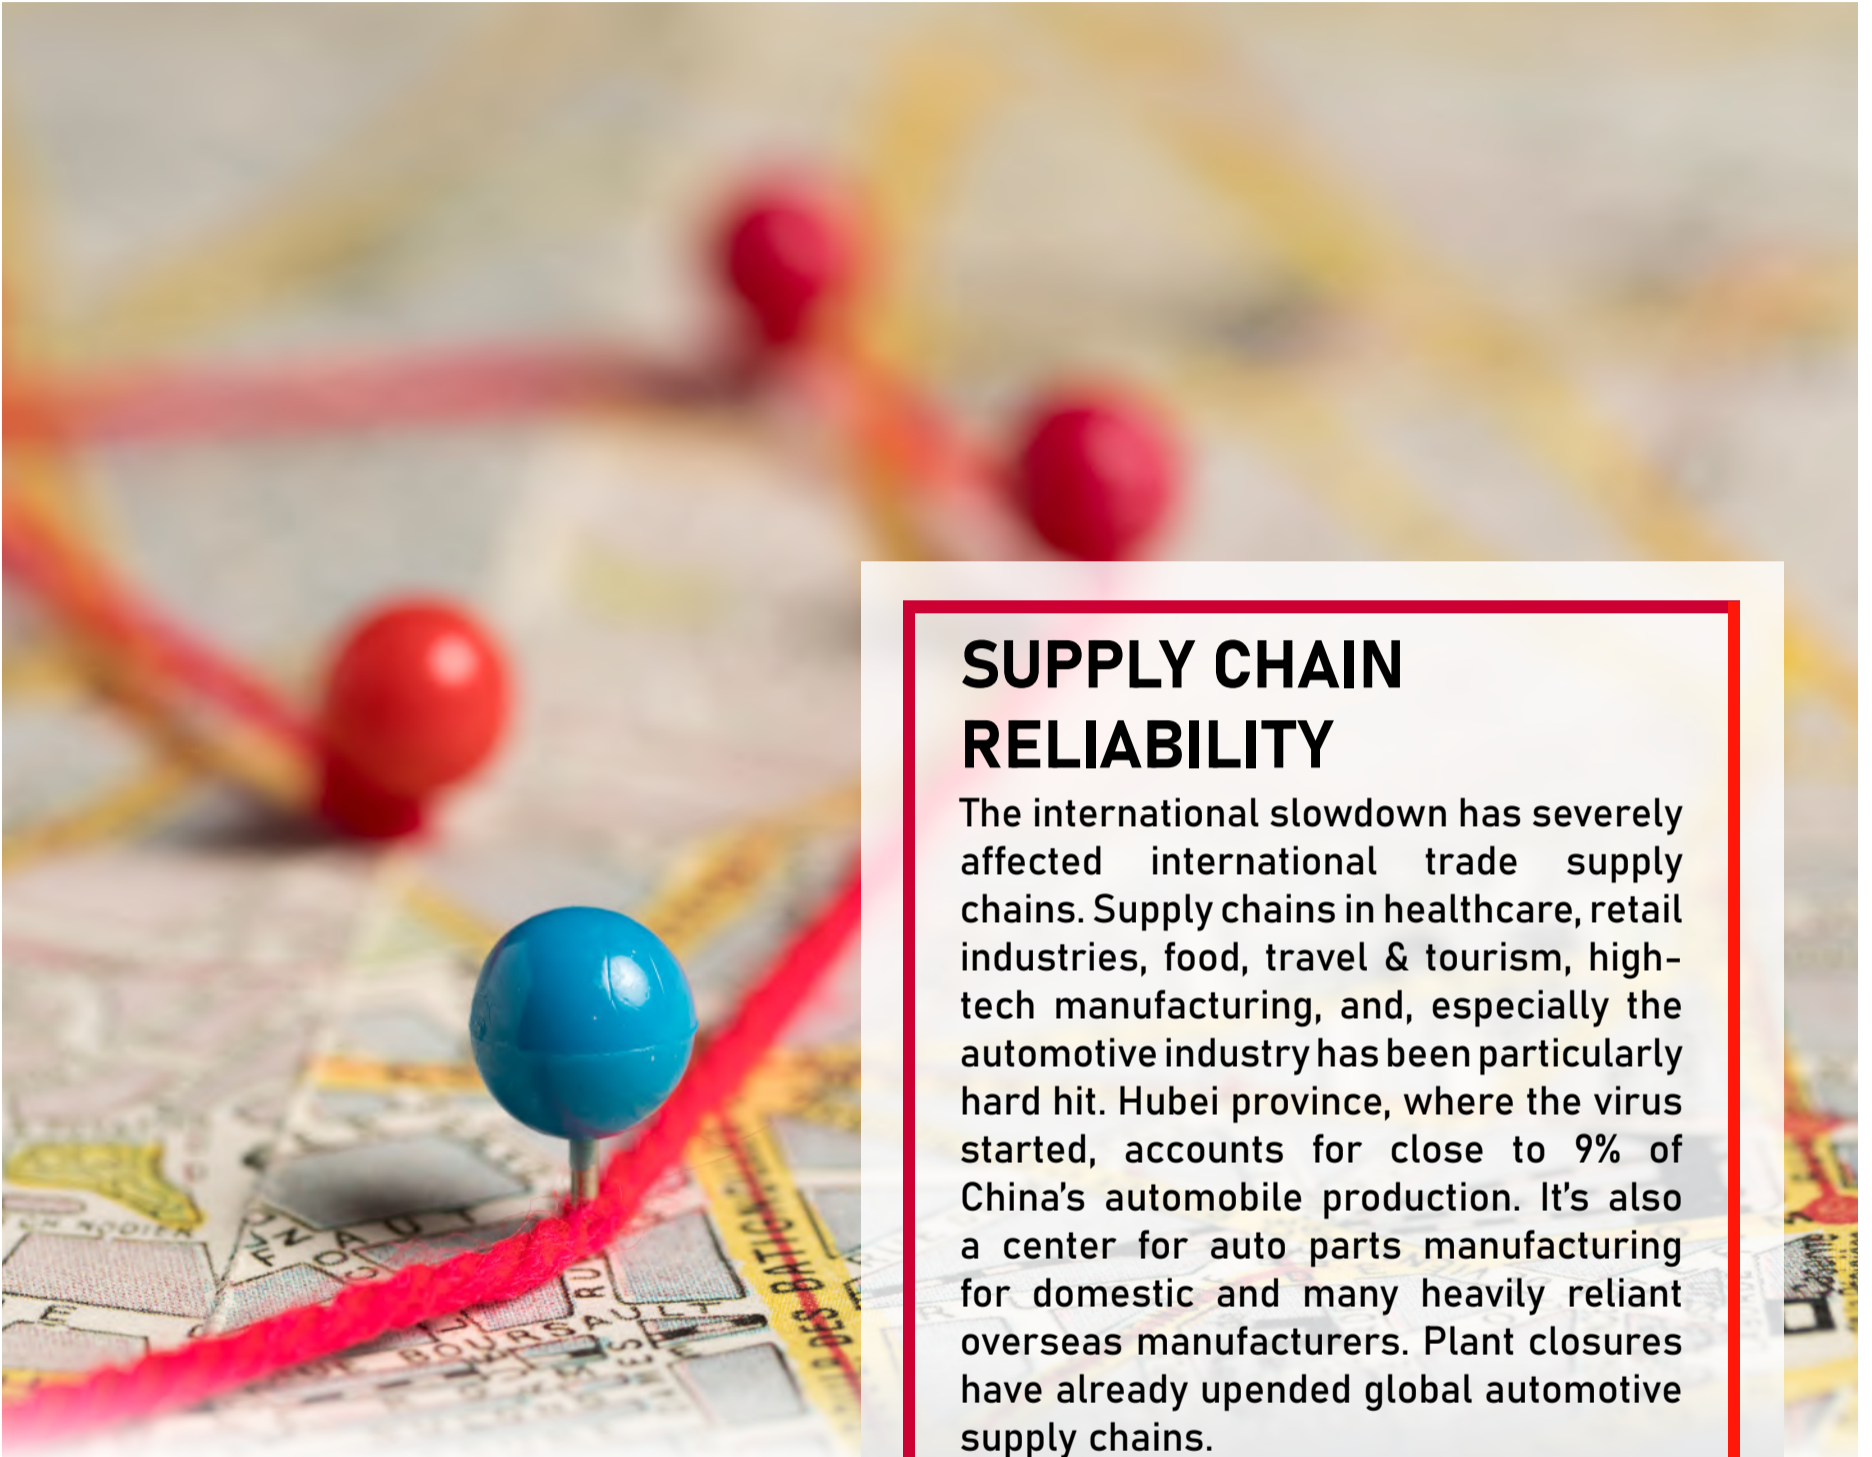 SUPPLY CHAIN
RELIABILITY
The international slowdown has severely
affected international trade supply
chains. Supply chains in healthcare, retail
industries, food, travel & tourism, high-
tech manufacturing, and, especially the
automotive industry has been particularly
hard hit. Hubei province, where the virus
started, accounts for close to 9% of
China's automobile production. It's also
a center for auto parts manufacturing
for domestic and many heavily reliant
overseas manufacturers. Plant closures
have already upended global automotive
supply chains.
DES BATIGN
BOURSAULT